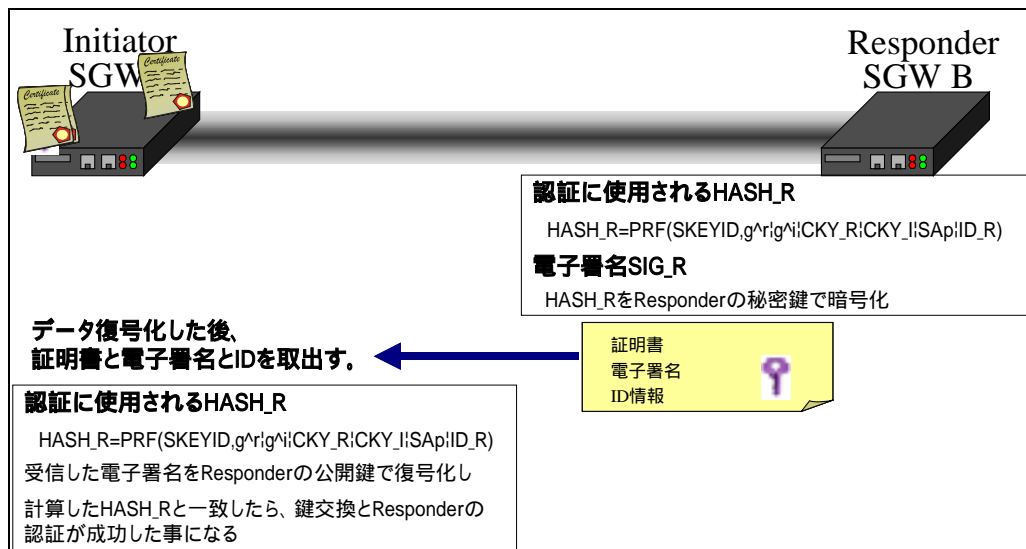 Initiator
SGW
Certificate
Certificate
Responder
SGW B
認証に使用されるHASH_R
HASH_R=PRF(SKEYID,g^r¦g^i¦CKY_R¦CKY_I¦SAp¦ID_R)
電子署名SIG_R
HASH_RをResponderの秘密鍵で暗号化
データ復号化した後、
証明書と電子署名とIDを取出す。
証明書
電子署名
ID情報
認証に使用されるHASH_R
HASH_R=PRF(SKEYID,g^r¦g^i¦CKY_R¦CKY_I¦SAp¦ID_R)
受信した電子署名をResponderの公開鍵で復号化し
計算したHASH_Rと一致したら、鍵交換とResponderの
認証が成功した事になる